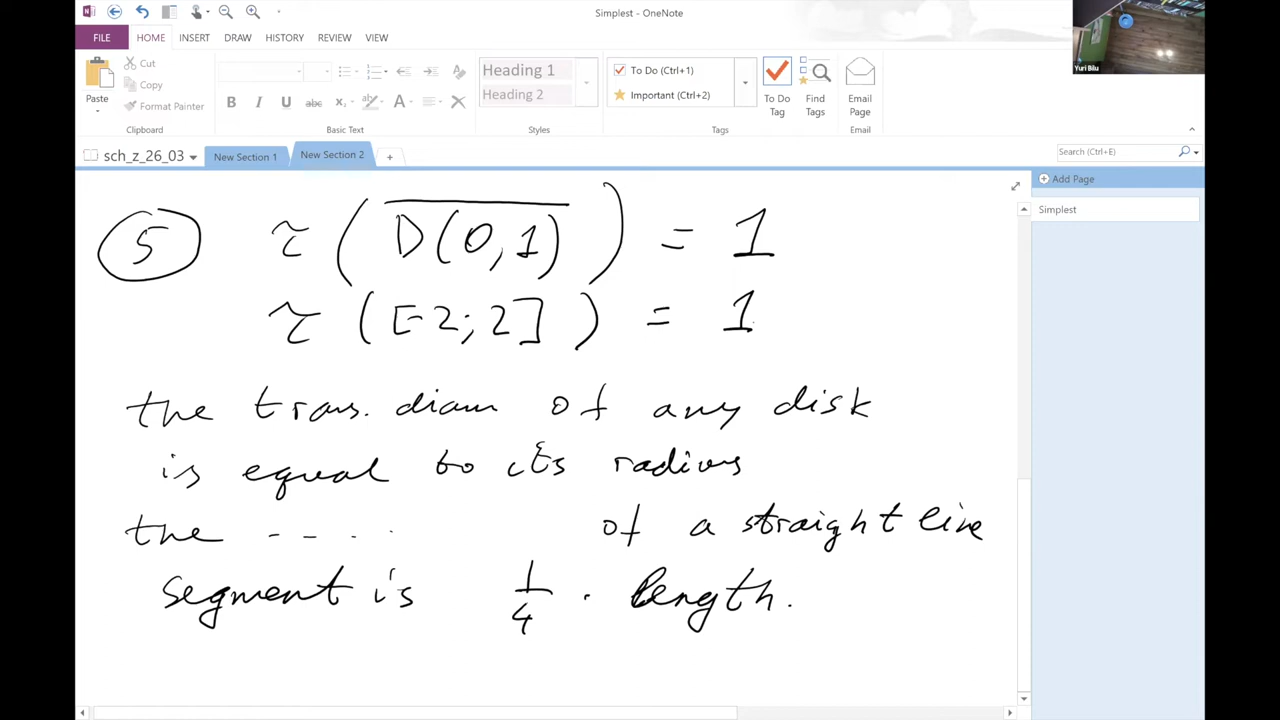 Simplest - OneNote
Yuri Bilu
FILE HOME INSERT DRAW HISTORY REVIEW VIEW
Paste
Cut
Copy
Format Painter
Clipboard
B I U abc
Basic Text
Heading 1
Heading 2
Styles
To Do (Ctrl+1)
Important (Ctrl+2)
Tags
To Do Tag
Find Tags
Email Page
Email
sch_z_26_03 New Section 1 New Section 2 +
Search (Ctrl+E)
Add Page
Simplest
5 τ( \overline{D(0,1)} ) = 1
τ([-2;2]) = 1
the trans. diam of any disk
is equal to its radius
the - - . . . of a straight line
segment is 1/4 · length.